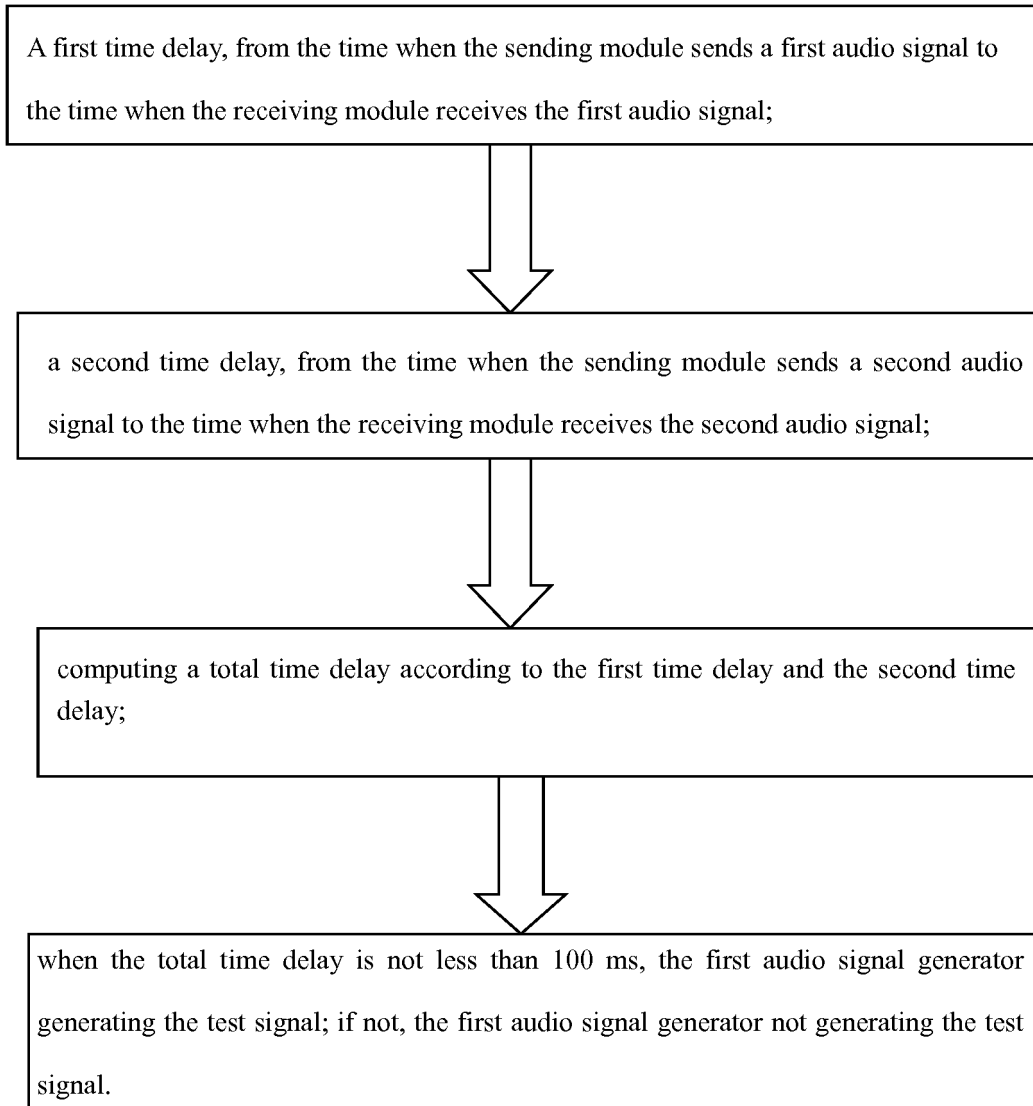 A first time delay, from the time when the sending module sends a first audio signal to
the time when the receiving module receives the first audio signal;
a second time delay, from the time when the sending module sends a second audio
signal to the time when the receiving module receives the second audio signal;
computing a total time delay according to the first time delay and the second time
delay;
when the total time delay is not less than 100 ms, the first audio signal generator
generating the test signal; if not, the first audio signal generator not generating the test
signal.